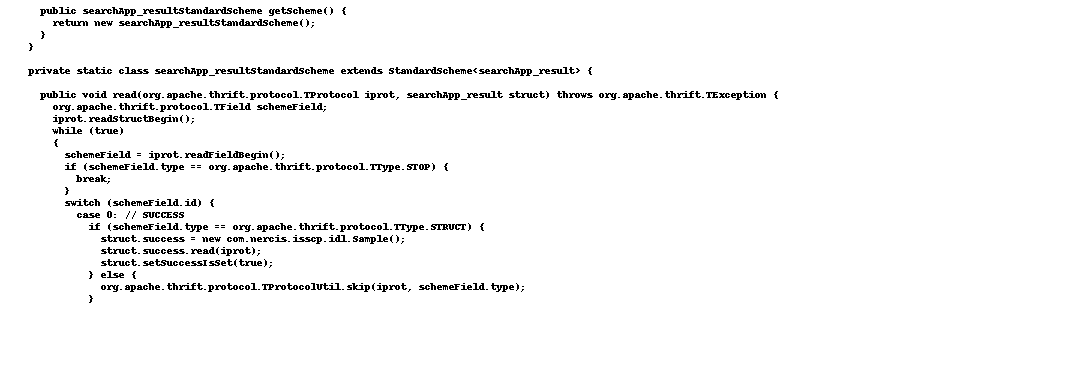 public searchApp_resultStandardScheme getScheme() {
return new searchApp_resultStandardScheme();
}
}
private static class searchApp_resultStandardScheme extends StandardScheme<searchApp_result> {
public void read(org.apache.thrift.protocol.TProtocol iprot, searchApp_result struct) throws org.apache.thrift.TException {
org.apache.thrift.protocol.TField schemeField;
iprot.readStructBegin();
while (true)
{
schemeField = iprot.readFieldBegin();
if (schemeField.type == org.apache.thrift.protocol.TType.STOP) {
break;
}
switch (schemeField.id) {
case 0: // SUCCESS
if (schemeField.type == org.apache.thrift.protocol.TType.STRUCT) {
struct.success = new com.nercis.isscp.idl.Sample();
struct.success.read(iprot);
struct.setSuccessIsSet(true);
} else {
org.apache.thrift.protocol.TProtocolUtil.skip(iprot, schemeField.type);
}